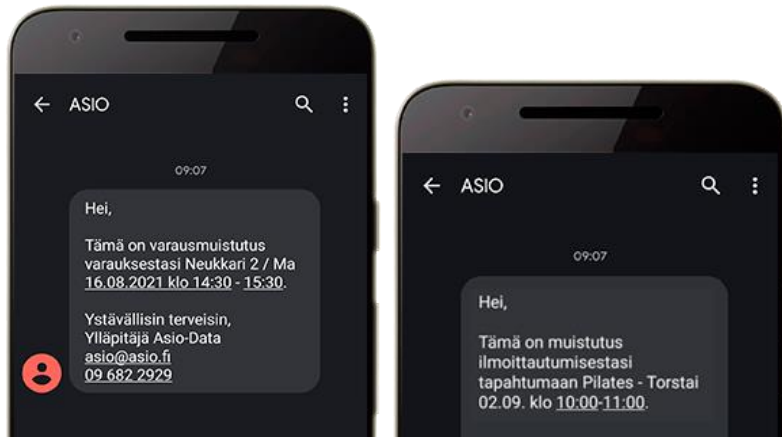 ASIO
09:07
Hei,
Tämä on varausmuistutus
varauksestasi Neukkari 2 / Ma
16.08.2021 klo 14:30 - 15:30.
Ystävällisin terveisin,
Ylläpitäjä Asio-Data
asio@asio.fi
09 682 2929
ASIO
09:07
Hei,
Tämä on muistutus
ilmoittautumisestasi
tapahtumaan Pilates - Torstai
02.09. klo 10:00-11:00.